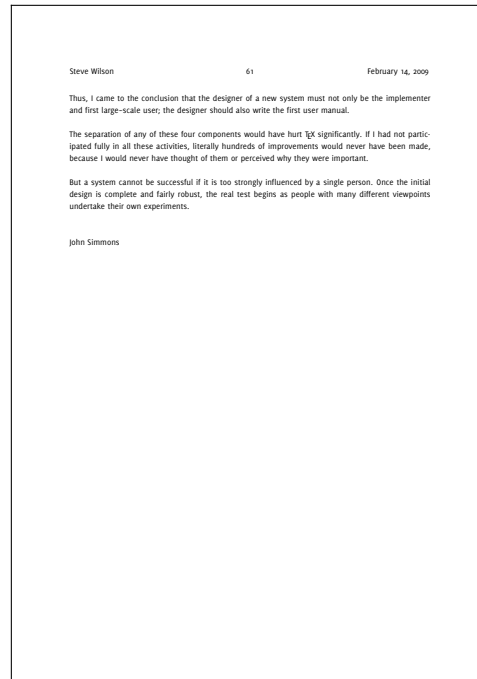 Steve Wilson 61 February 14, 2009
Thus, I came to the conclusion that the designer of a new system must not only be the implementer
and first large-scale user; the designer should also write the first user manual.
The separation of any of these four components would have hurt TEX significantly. If I had not partic-
ipated fully in all these activities, literally hundreds of improvements would never have been made,
because I would never have thought of them or perceived why they were important.
But a system cannot be successful if it is too strongly influenced by a single person. Once the initial
design is complete and fairly robust, the real test begins as people with many different viewpoints
undertake their own experiments.
John Simmons